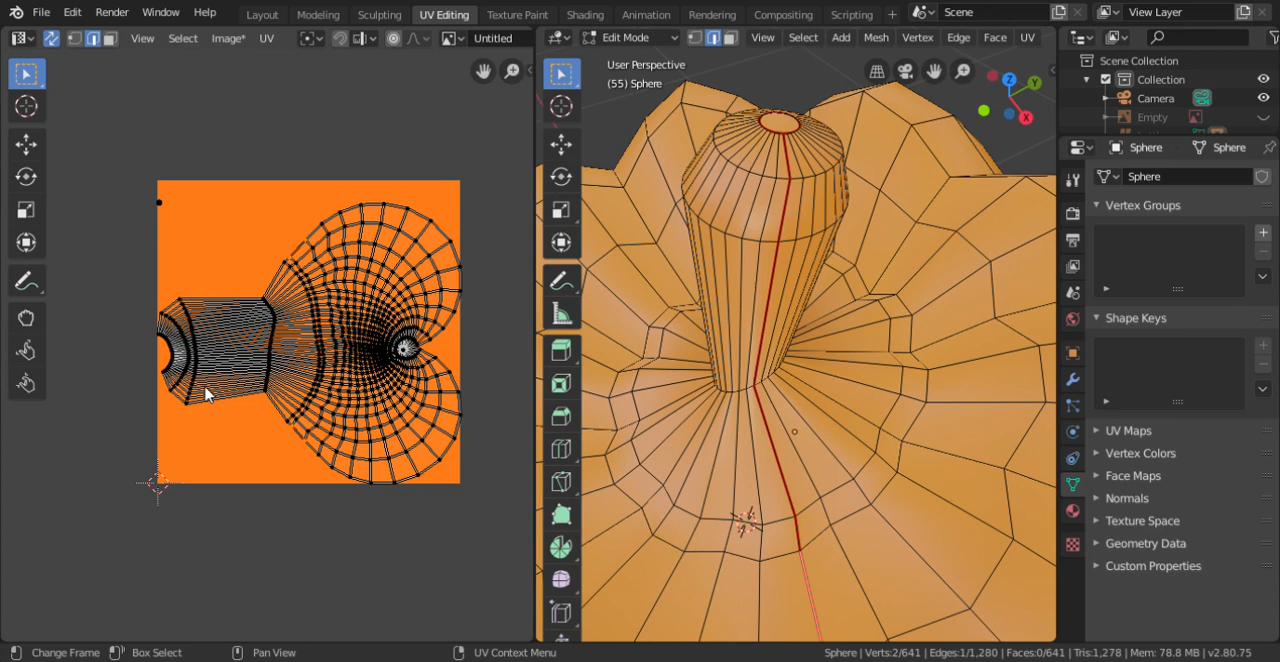 File Edit Render Window Help Layout Modeling Sculpting UV Editing Texture Paint Shading Animation Rendering Compositing Scripting + Scene View Layer
View Select Image* UV Untitled Edit Mode View Select Add Mesh Vertex Edge Face UV
User Perspective
(55) Sphere
Z
Y
X
Scene Collection
Collection
Camera
Empty
Sphere Sphere
Sphere
Vertex Groups
Shape Keys
UV Maps
Vertex Colors
Face Maps
Normals
Texture Space
Geometry Data
Custom Properties
Change Frame Box Select Pan View UV Context Menu Sphere | Verts:2/641 | Edges:1/1,280 | Faces:0/641 | Tris:1,278 | Mem: 78.8 MB | v2.80.75